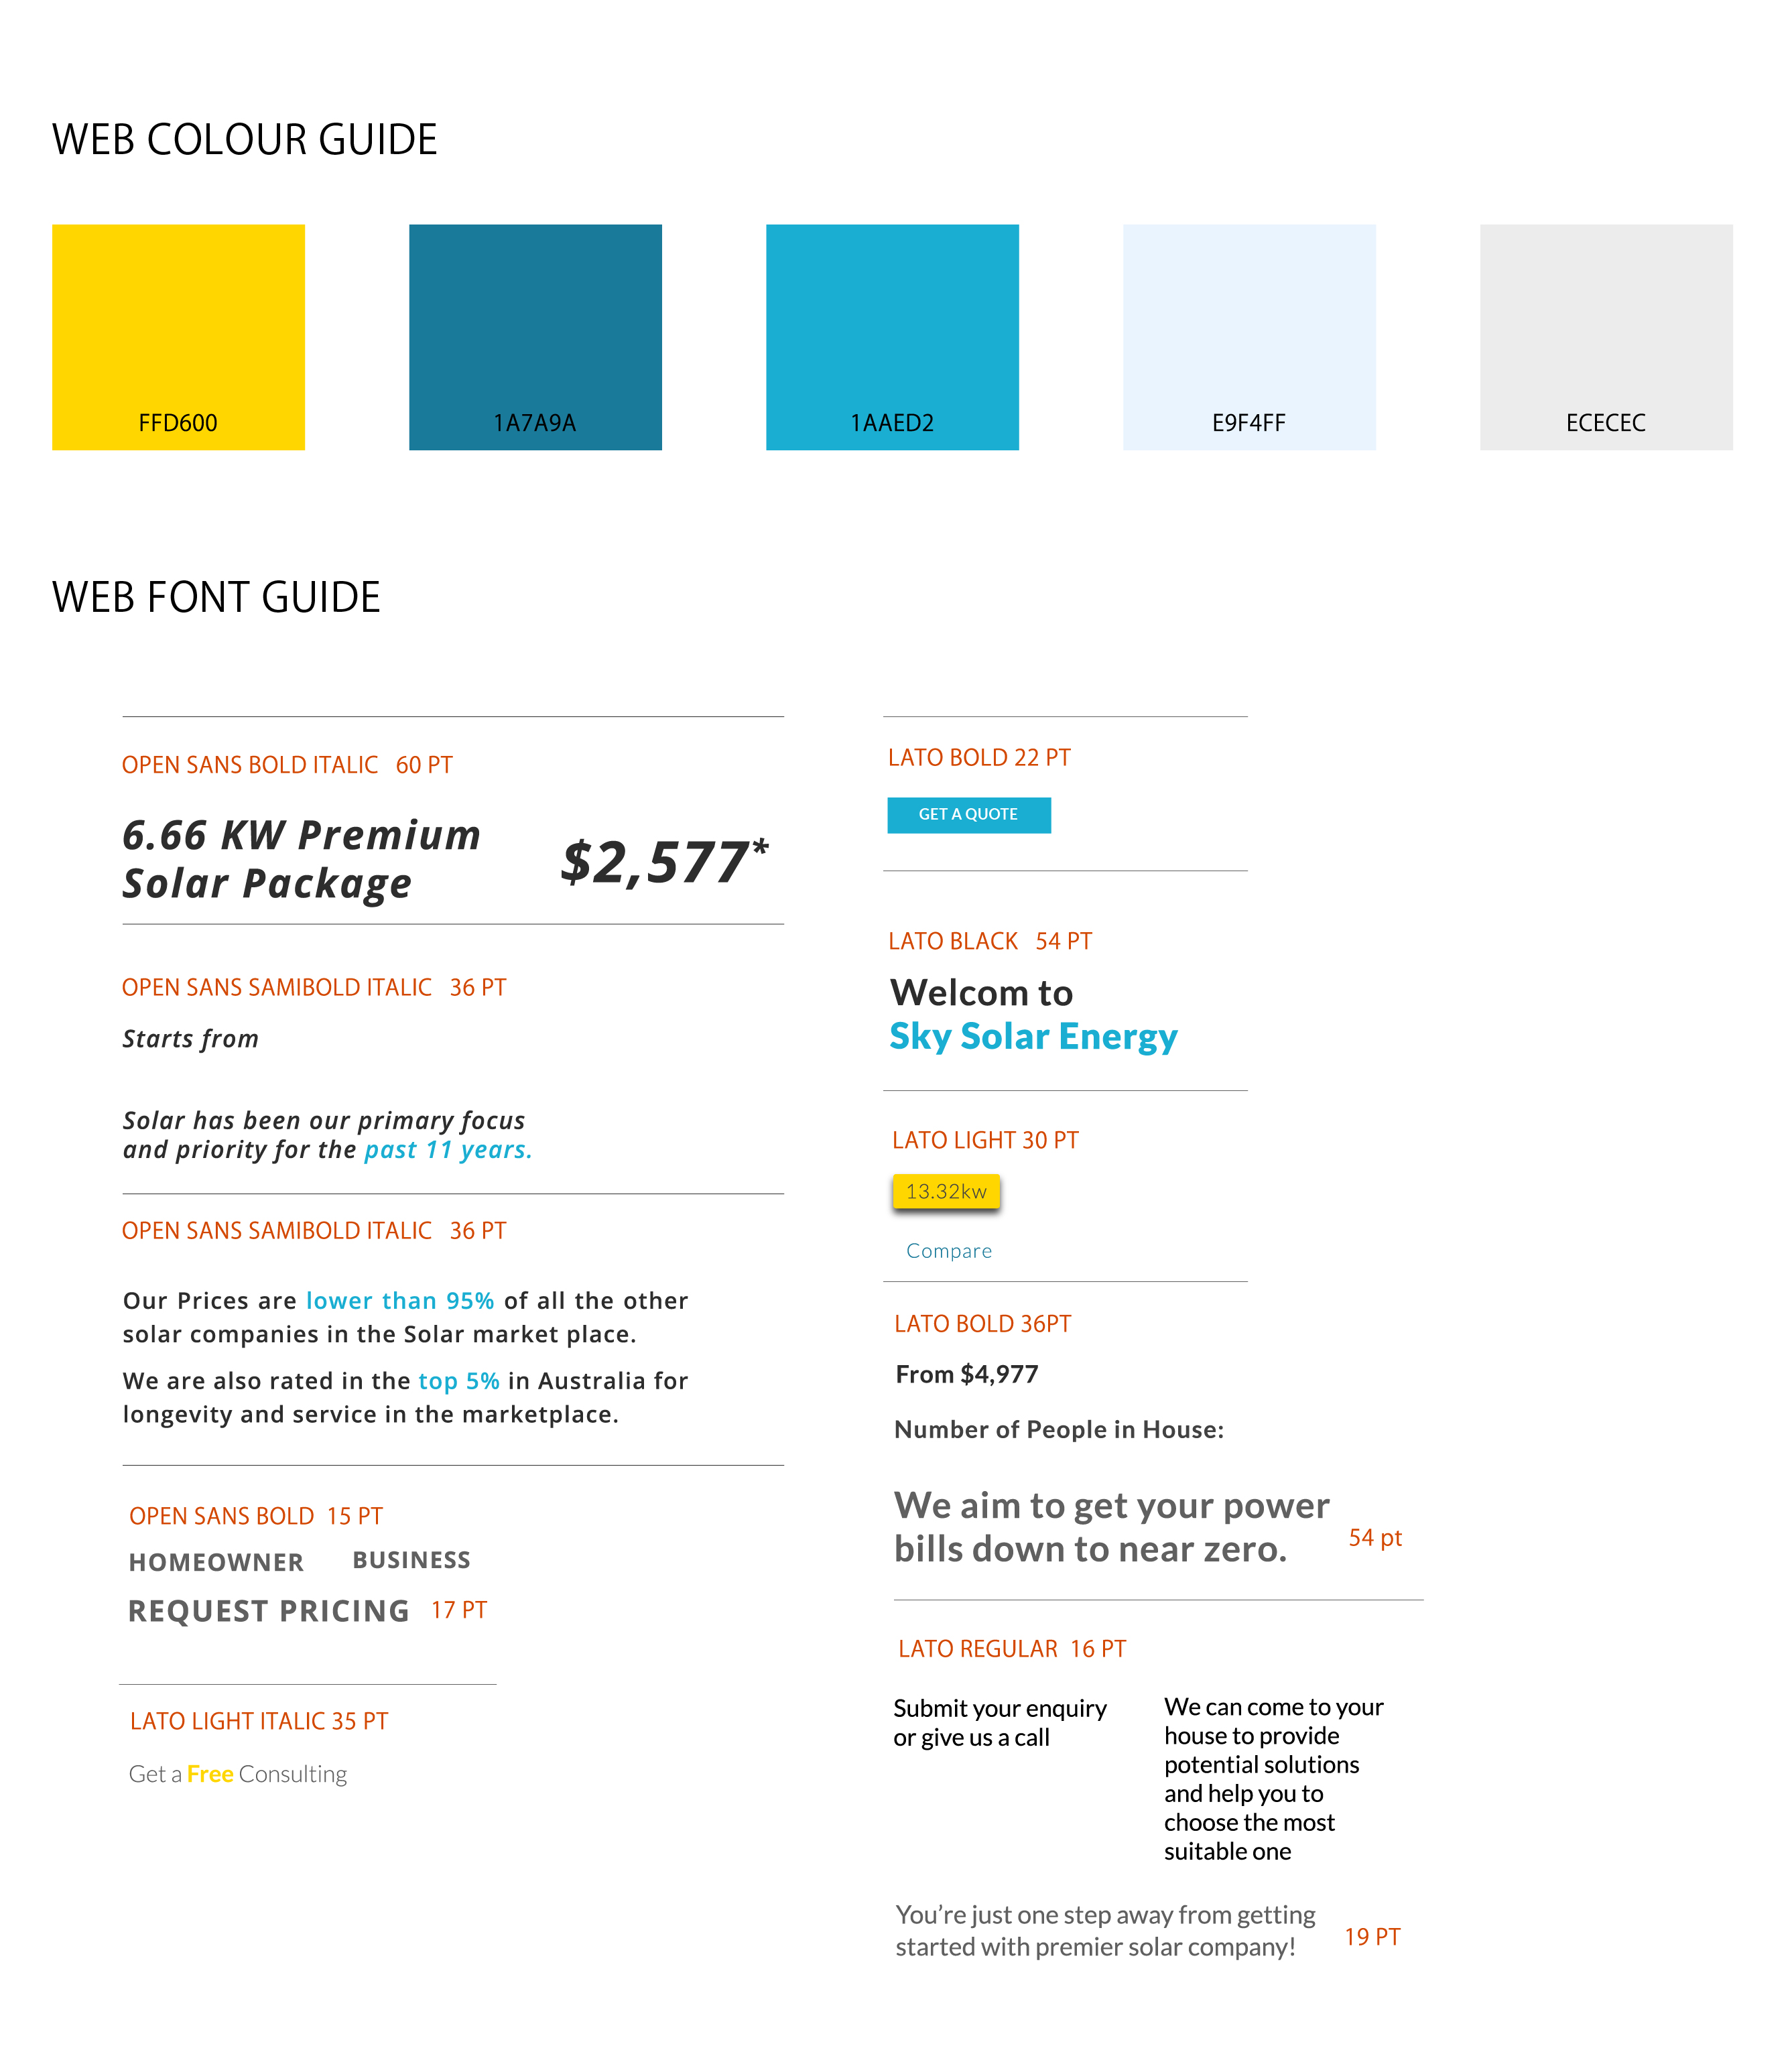 WEB COLOUR GUIDE
FFD600
1A7A9A
1AAED2
E9F4FF
ECECEC
WEB FONT GUIDE
OPEN SANS BOLD ITALIC 60 PT
6.66 KW Premium
Solar Package
$2,577*
OPEN SANS SAMIBOLD ITALIC 36 PT
Starts from
Solar has been our primary focus
and priority for the past 11 years.
OPEN SANS SAMIBOLD ITALIC 36 PT
Our Prices are lower than 95% of all the other
solar companies in the Solar market place.
We are also rated in the top 5% in Australia for
longevity and service in the marketplace.
OPEN SANS BOLD 15 PT
HOMEOWNER
BUSINESS
REQUEST PRICING 17 PT
LATO LIGHT ITALIC 35 PT
Get a Free Consulting
LATO BOLD 22 PT
GET A QUOTE
LATO BLACK 54 PT
Welcom to
Sky Solar Energy
LATO LIGHT 30 PT
13.32kw
Compare
LATO BOLD 36PT
From $4,977
Number of People in House:
We aim to get your power
bills down to near zero.
54 pt
LATO REGULAR 16 PT
Submit your enquiry
or give us a call
We can come to your
house to provide
potential solutions
and help you to
choose the most
suitable one
You’re just one step away from getting
started with premier solar company!
19 PT